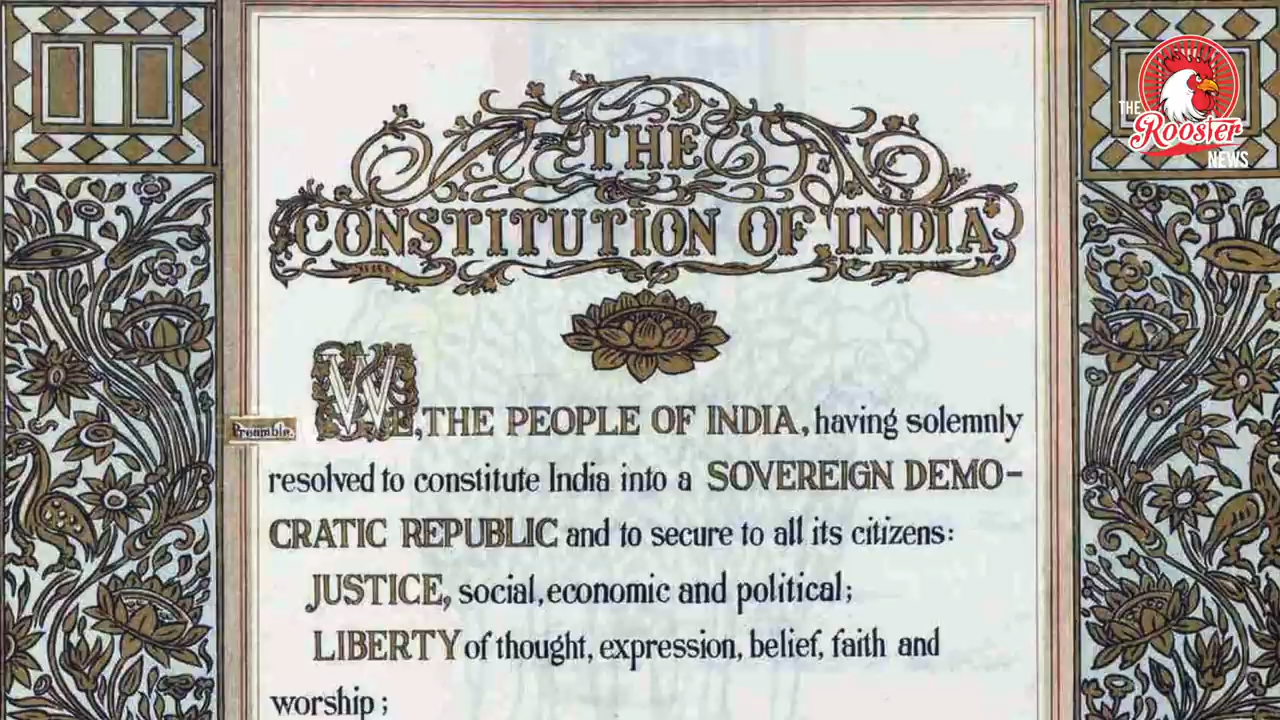 THE
CONSTITUTION OF INDIA
THE
Rooster
NEWS
Preamble.
WE, THE PEOPLE OF INDIA, having solemnly
resolved to constitute India into a SOVEREIGN DEMO-
CRATIC REPUBLIC and to secure to all its citizens:
JUSTICE, social, economic and political;
LIBERTY of thought, expression, belief, faith and
worship;